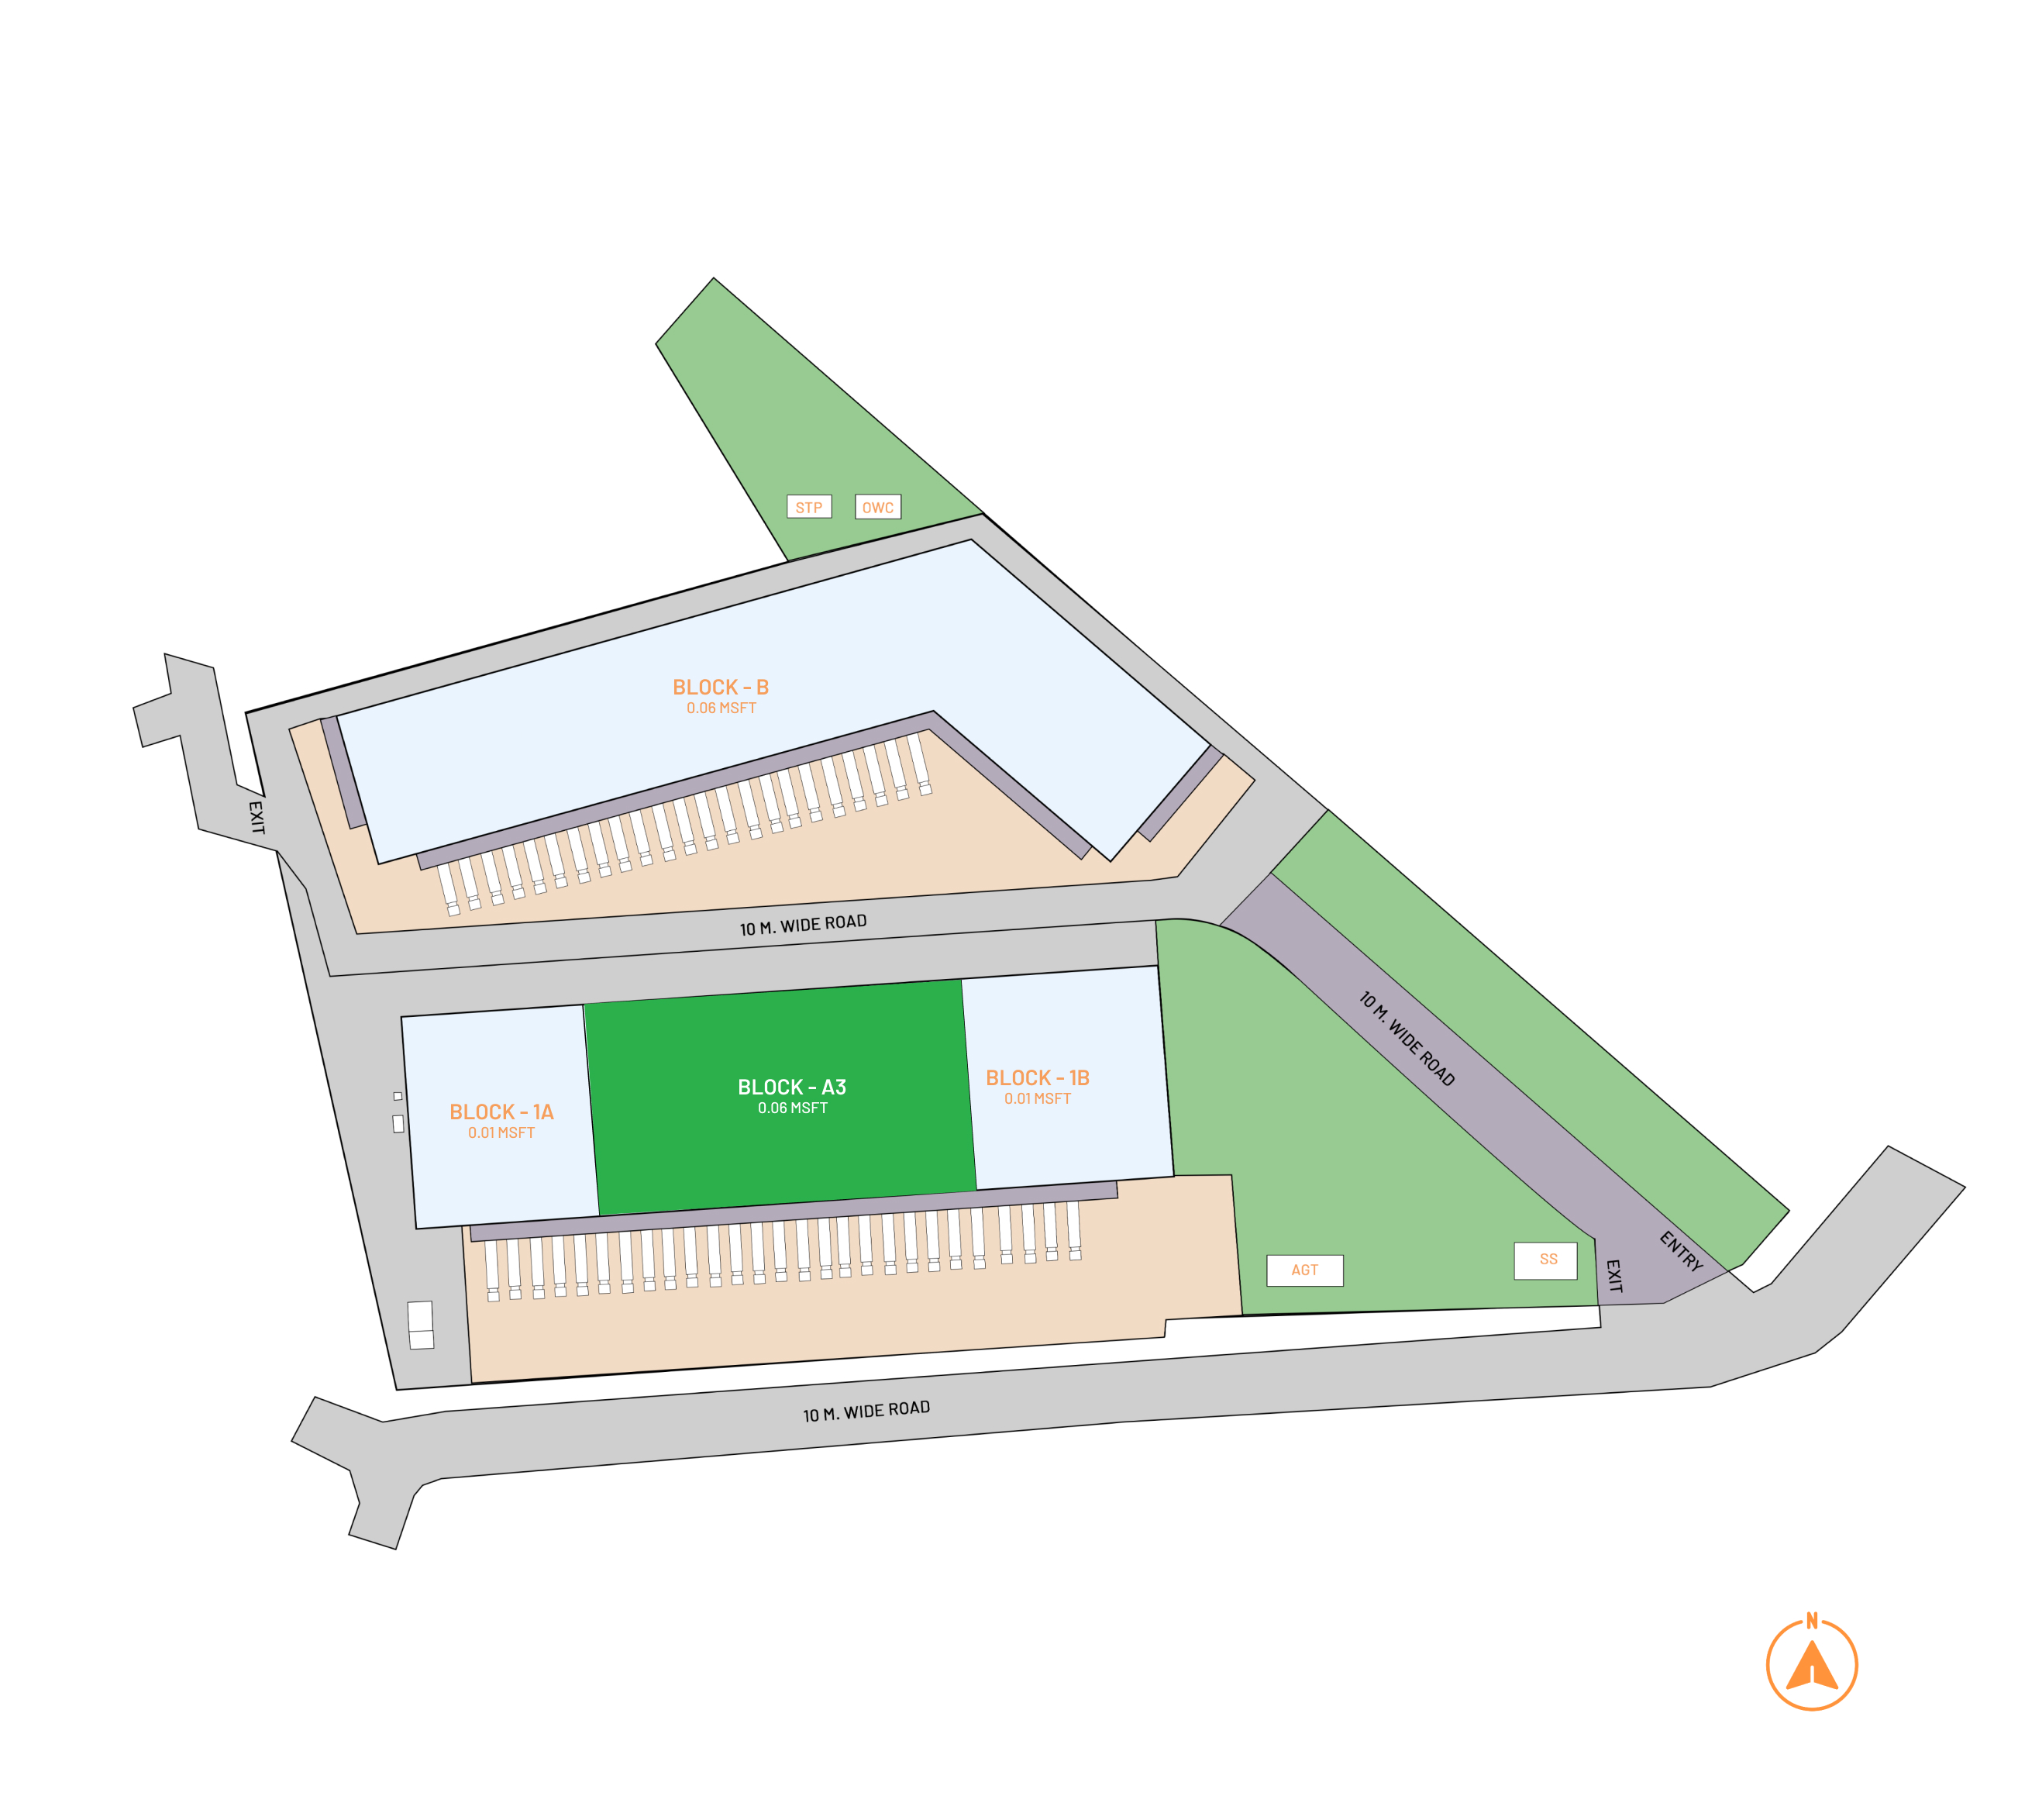 STP
OWC
BLOCK - B
0.06 MSFT
EXIT
10 M. WIDE ROAD
10 M. WIDE ROAD
BLOCK - A3
0.06 MSFT
BLOCK - 1B
0.01 MSFT
BLOCK - 1A
0.01 MSFT
ENTRY
EXIT
AGT
SS
10 M. WIDE ROAD
N